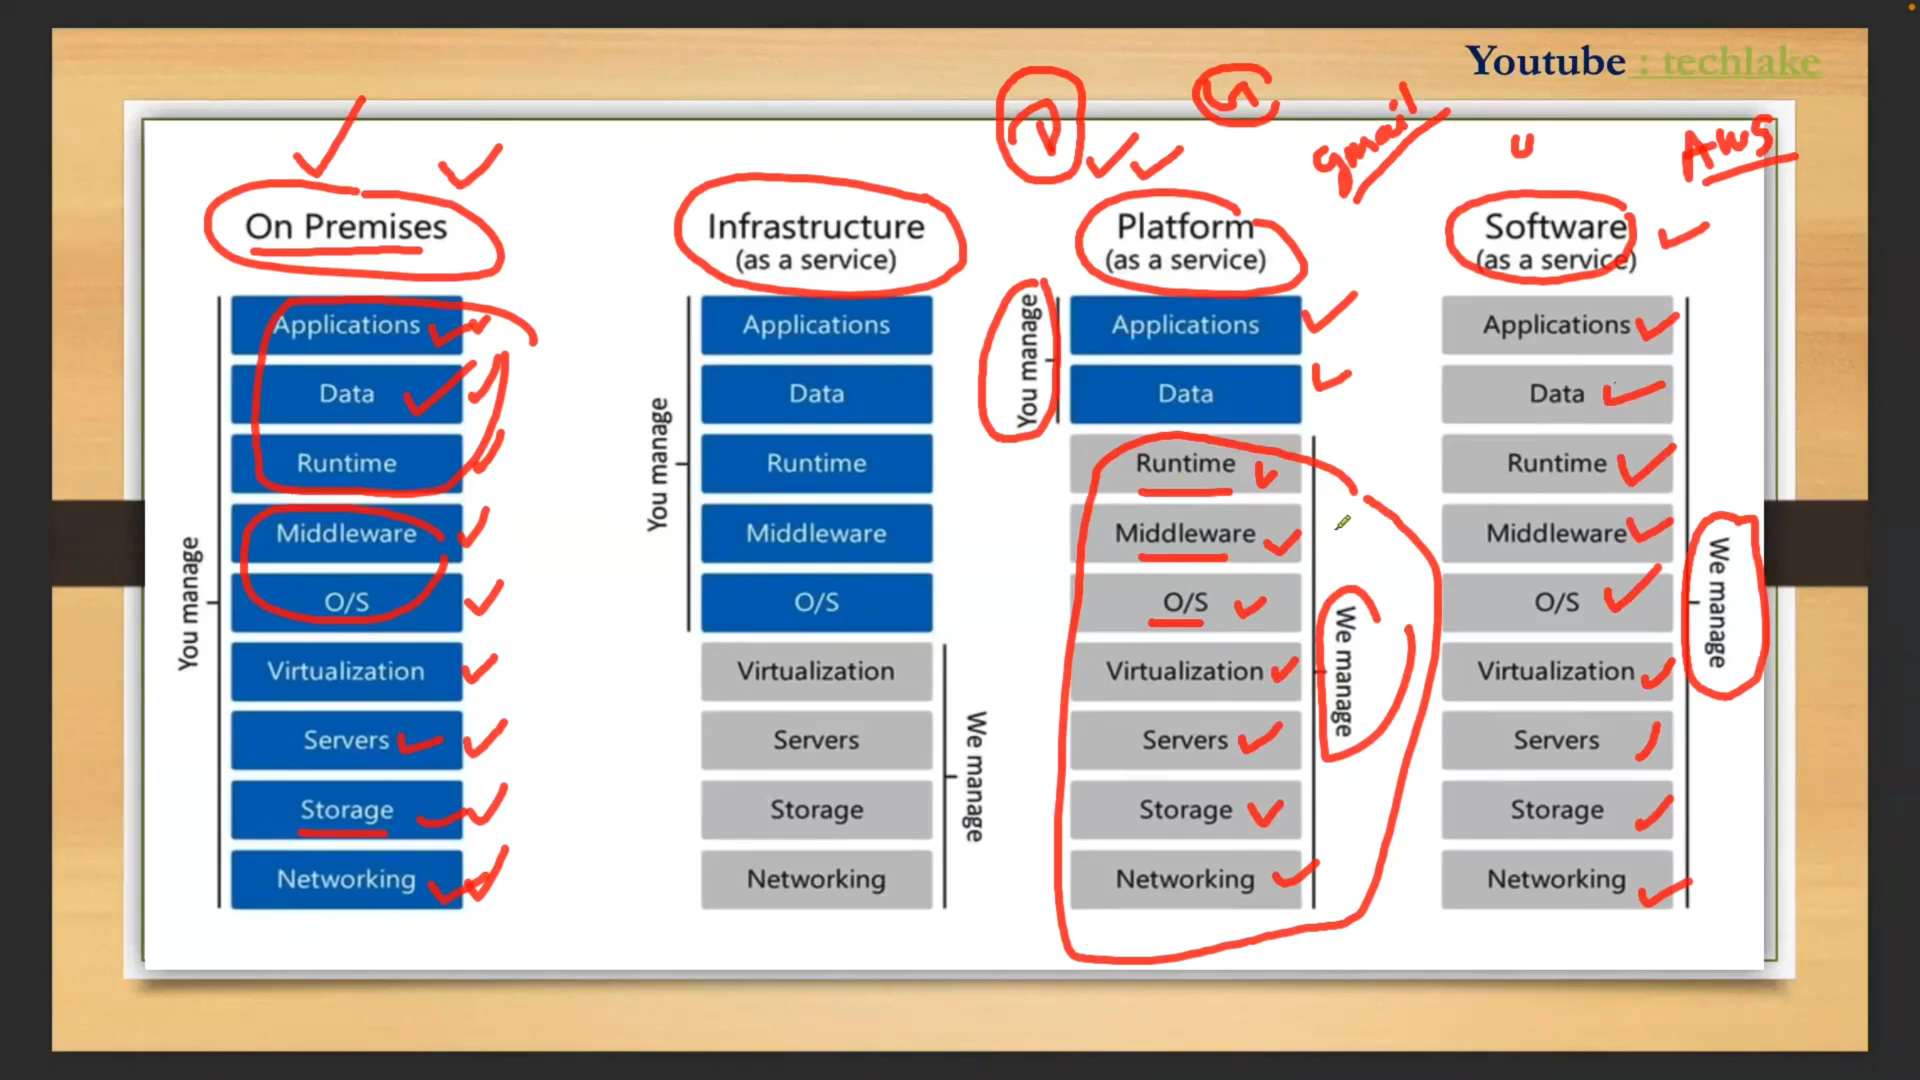 Youtube : techlake
gmail
AWS
On Premises
Applications
Data
Runtime
Middleware
O/S
Virtualization
Servers
Storage
Networking
You manage
Infrastructure
(as a service)
Applications
Data
Runtime
Middleware
O/S
Virtualization
Servers
Storage
Networking
You manage
We manage
Platform
(as a service)
Applications
Data
Runtime
Middleware
O/S
Virtualization
Servers
Storage
Networking
You manage
We manage
Software
(as a service)
Applications
Data
Runtime
Middleware
O/S
Virtualization
Servers
Storage
Networking
We manage